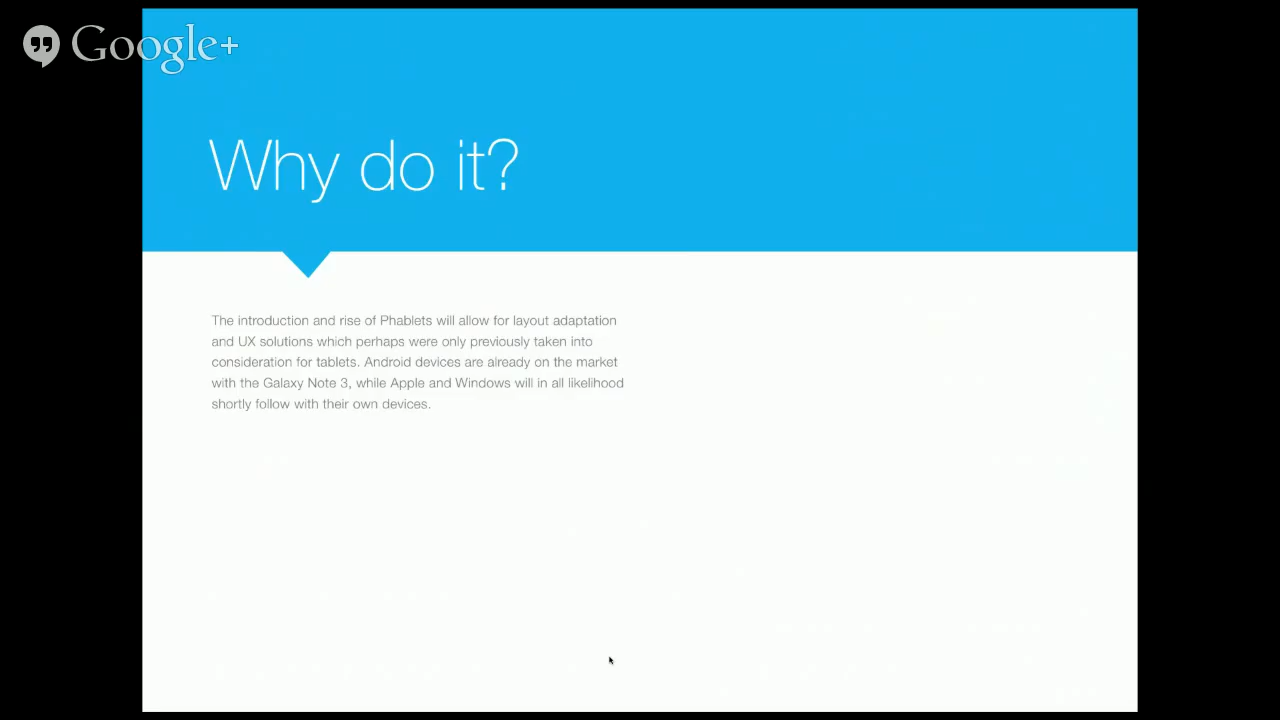 Google+
Why do it?
The introduction and rise of Phablets will allow for layout adaptation
and UX solutions which perhaps were only previously taken into
consideration for tablets. Android devices are already on the market
with the Galaxy Note 3, while Apple and Windows will in all likelihood
shortly follow with their own devices.